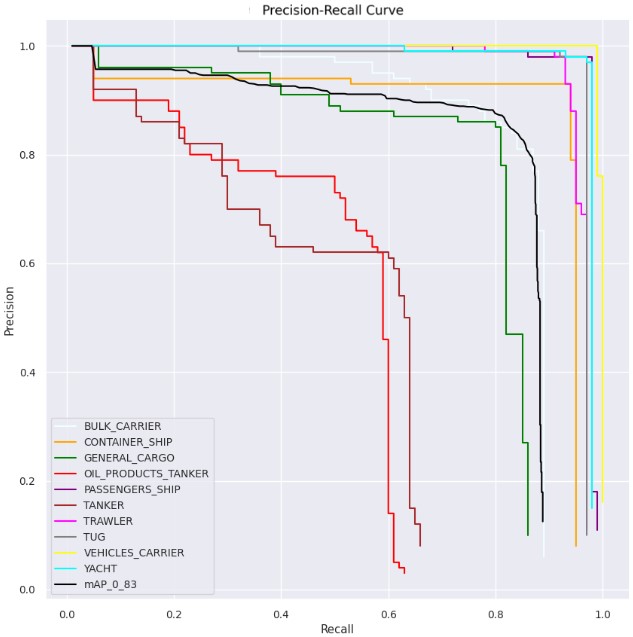 Precision-Recall Curve
1.0
0.8
0.6
0.4
0.2
0.0
Precision
BULK_CARRIER
CONTAINER_SHIP
GENERAL_CARGO
OIL_PRODUCTS_TANKER
PASSENGERS_SHIP
TANKER
TRAWLER
TUG
VEHICLES_CARRIER
YACHT
mAP_0_83
0.0 0.2 0.4 0.6 0.8 1.0
Recall